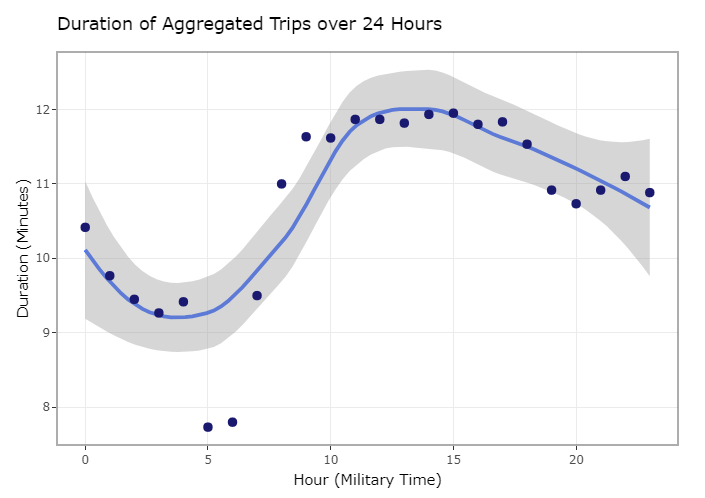 Duration of Aggregated Trips over 24 Hours
Duration (Minutes)
12
11
10
9
8
0 5 10 15 20
Hour (Military Time)